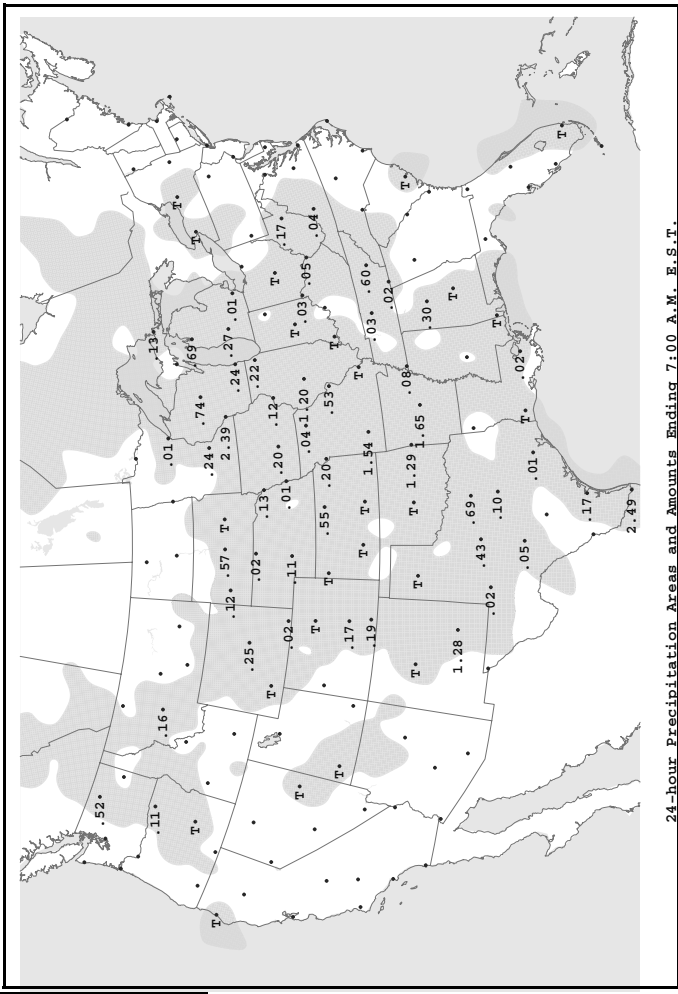 .52
.13
.11
.16
.01
T
.69
T
T
.74
.24
T
.57
T
2.39
.27
.12
.01
.24
.25
.22
.02
.13
T
.12
T
.20
.17
.01
.02
.11
T
T
.03
.04
1.20
.05
.04
T
.55
.20
T
.53
T
T
.17
T
T
T
.60
1.54
.19
.03
.02
T
.08
1.29
T
T
T
1.65
.30
T
1.28
.69
.43
.02
T
.10
.02
.05
T
.01
T
.17
2.49
24-hour Precipitation Areas and Amounts Ending 7:00 A.M. E.S.T.